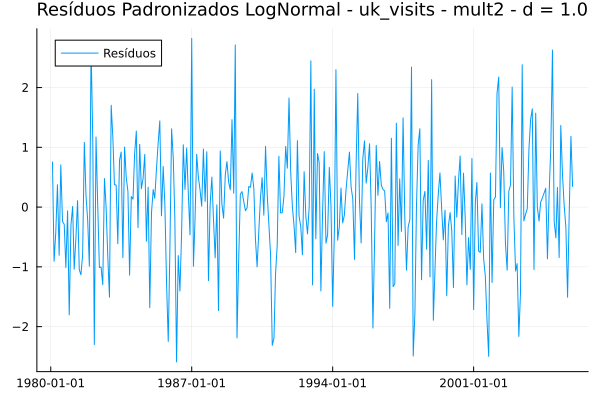 Resíduos Padronizados LogNormal - uk_visits - mult2 - d = 1.0
Resíduos
2
1
0
−1
−2
1980-01-01 1987-01-01 1994-01-01 2001-01-01